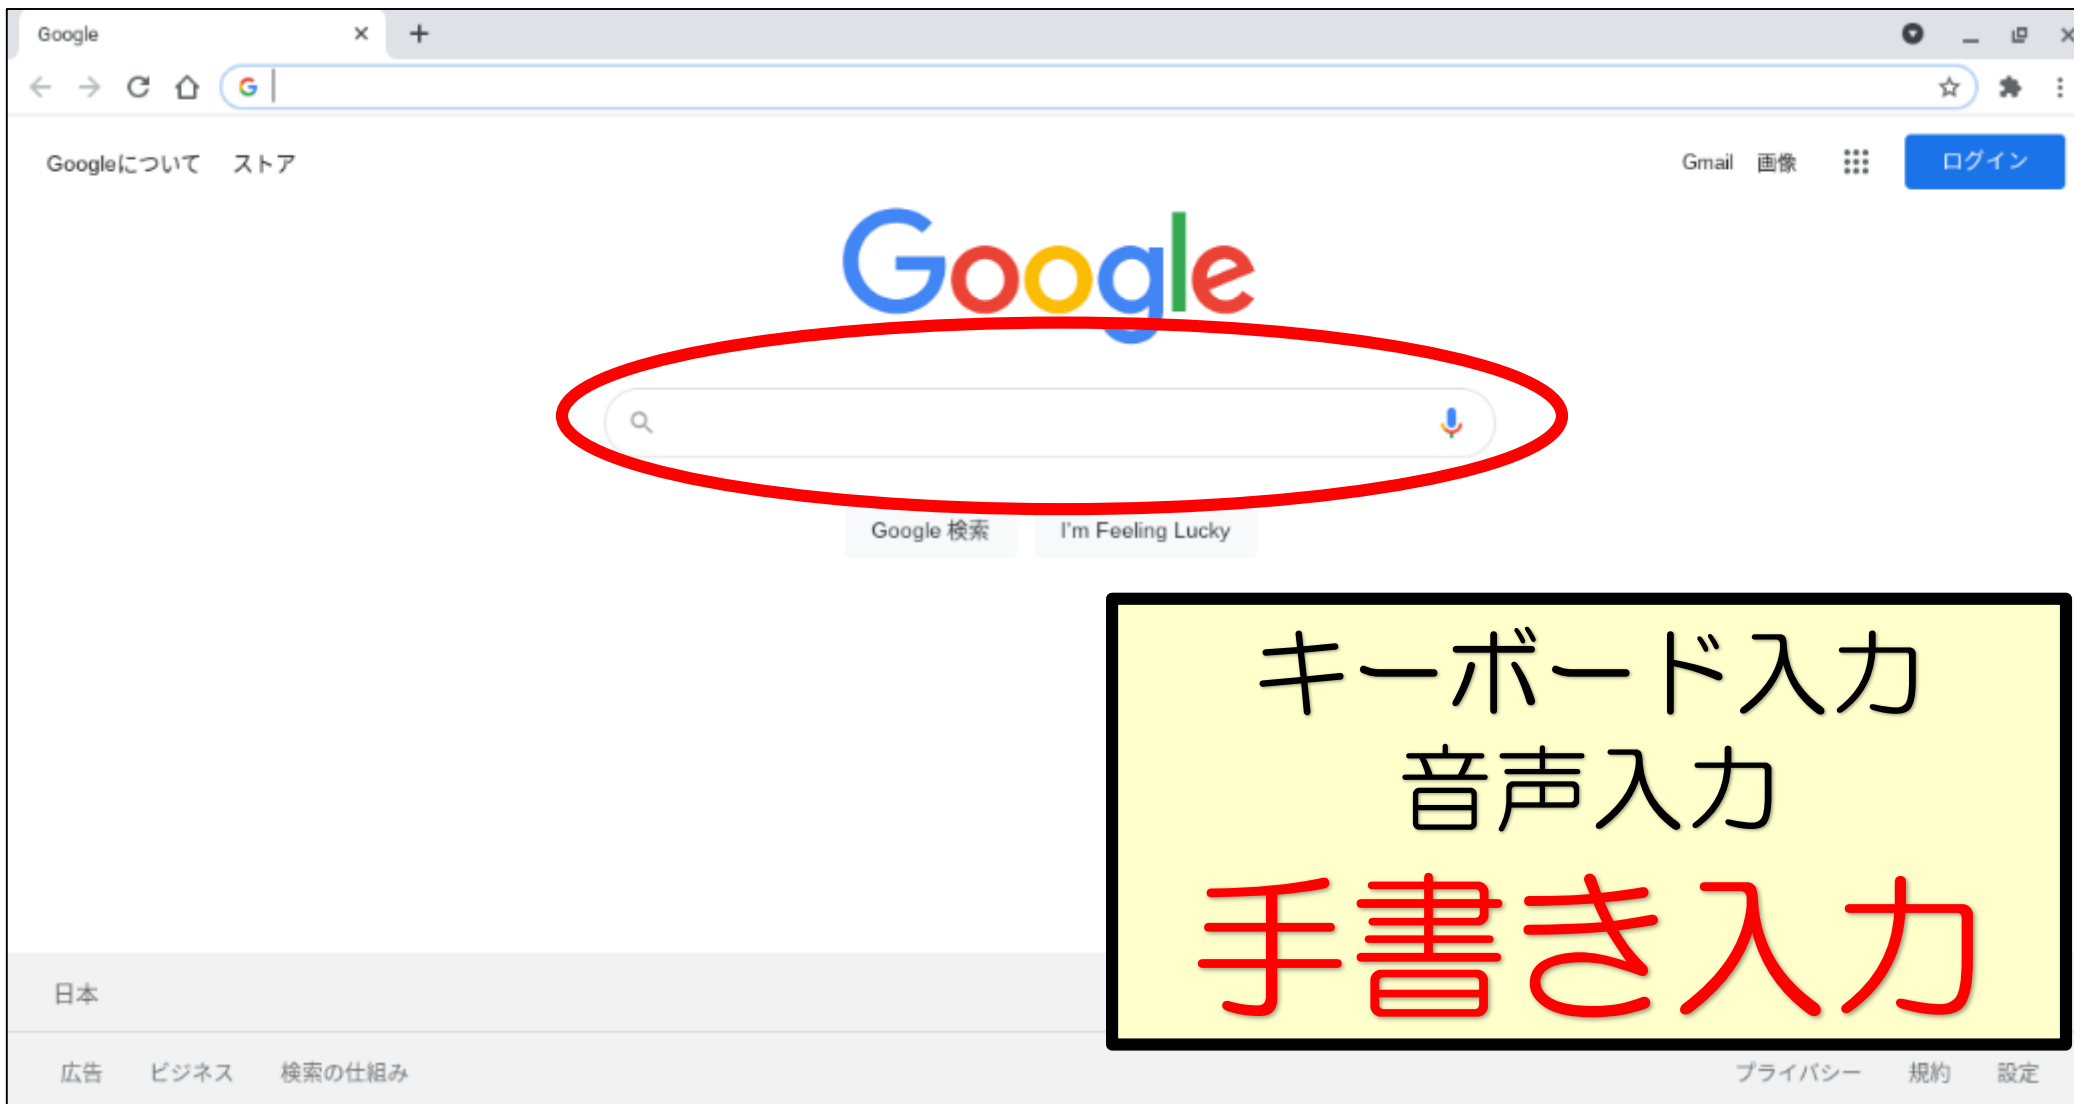 Google
Googleについて ストア
Gmail 画像 ログイン
Google
Google 検索 I'm Feeling Lucky
キーボード入力
音声入力
手書き入力
日本
広告 ビジネス 検索の仕組み
プライバシー 規約 設定